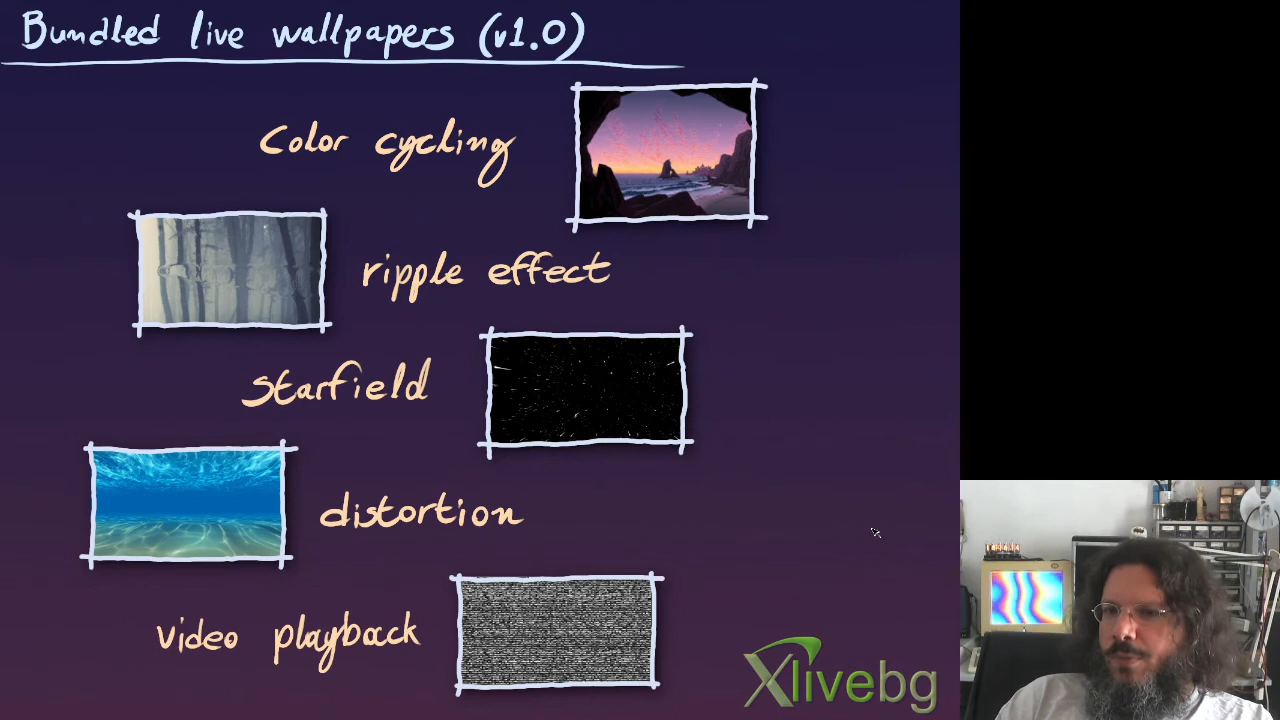 Bundled live wallpapers (v1.0)
Color cycling
ripple effect
starfield
distortion
video playback
Xlivebg